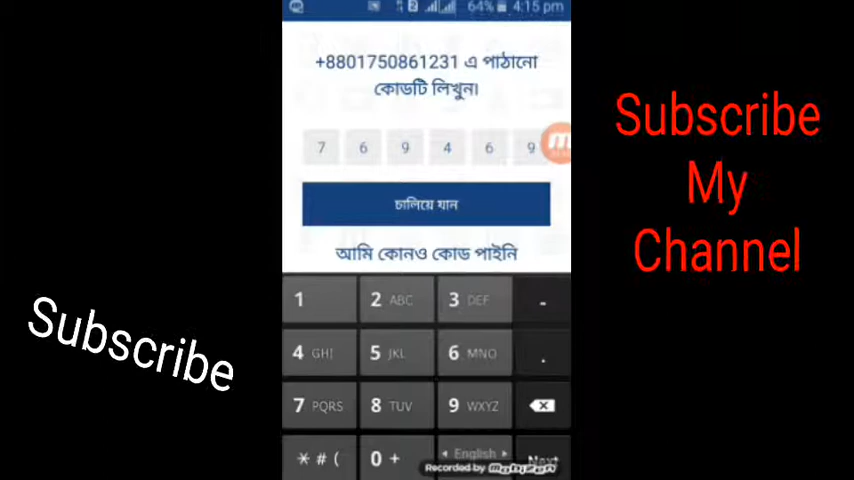 64% 4:15 pm
+8801750861231 এ পাঠানো
কোডটি লিখুন।
7 6 9 4 6 9
চালিয়ে যান
আমি কোনও কোড পাইনি
1 2 ABC 3 DEF -
4 GHI 5 JKL 6 MNO .
7 PQRS 8 TUV 9 WXYZ
* # ( 0 + English Next
Recorded by Mobizen
Subscribe
My
Channel
Subscribe